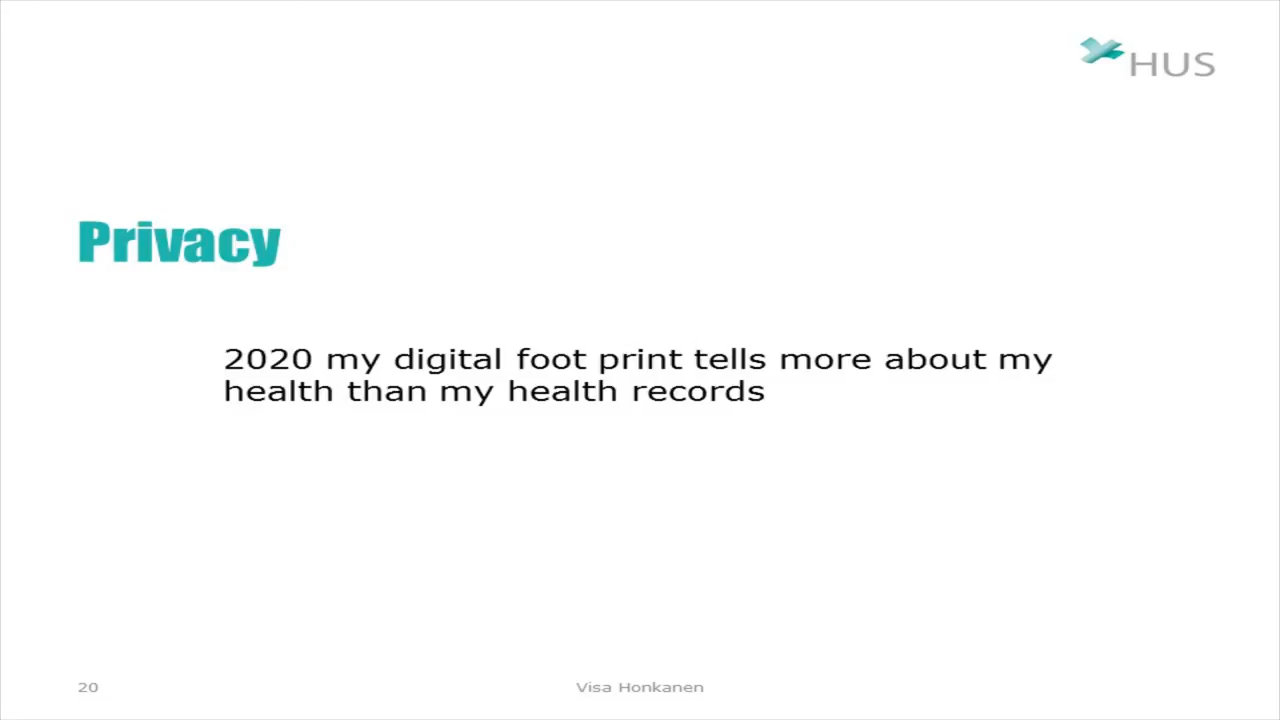 HUS
Privacy
2020 my digital foot print tells more about my
health than my health records
20
Visa Honkanen